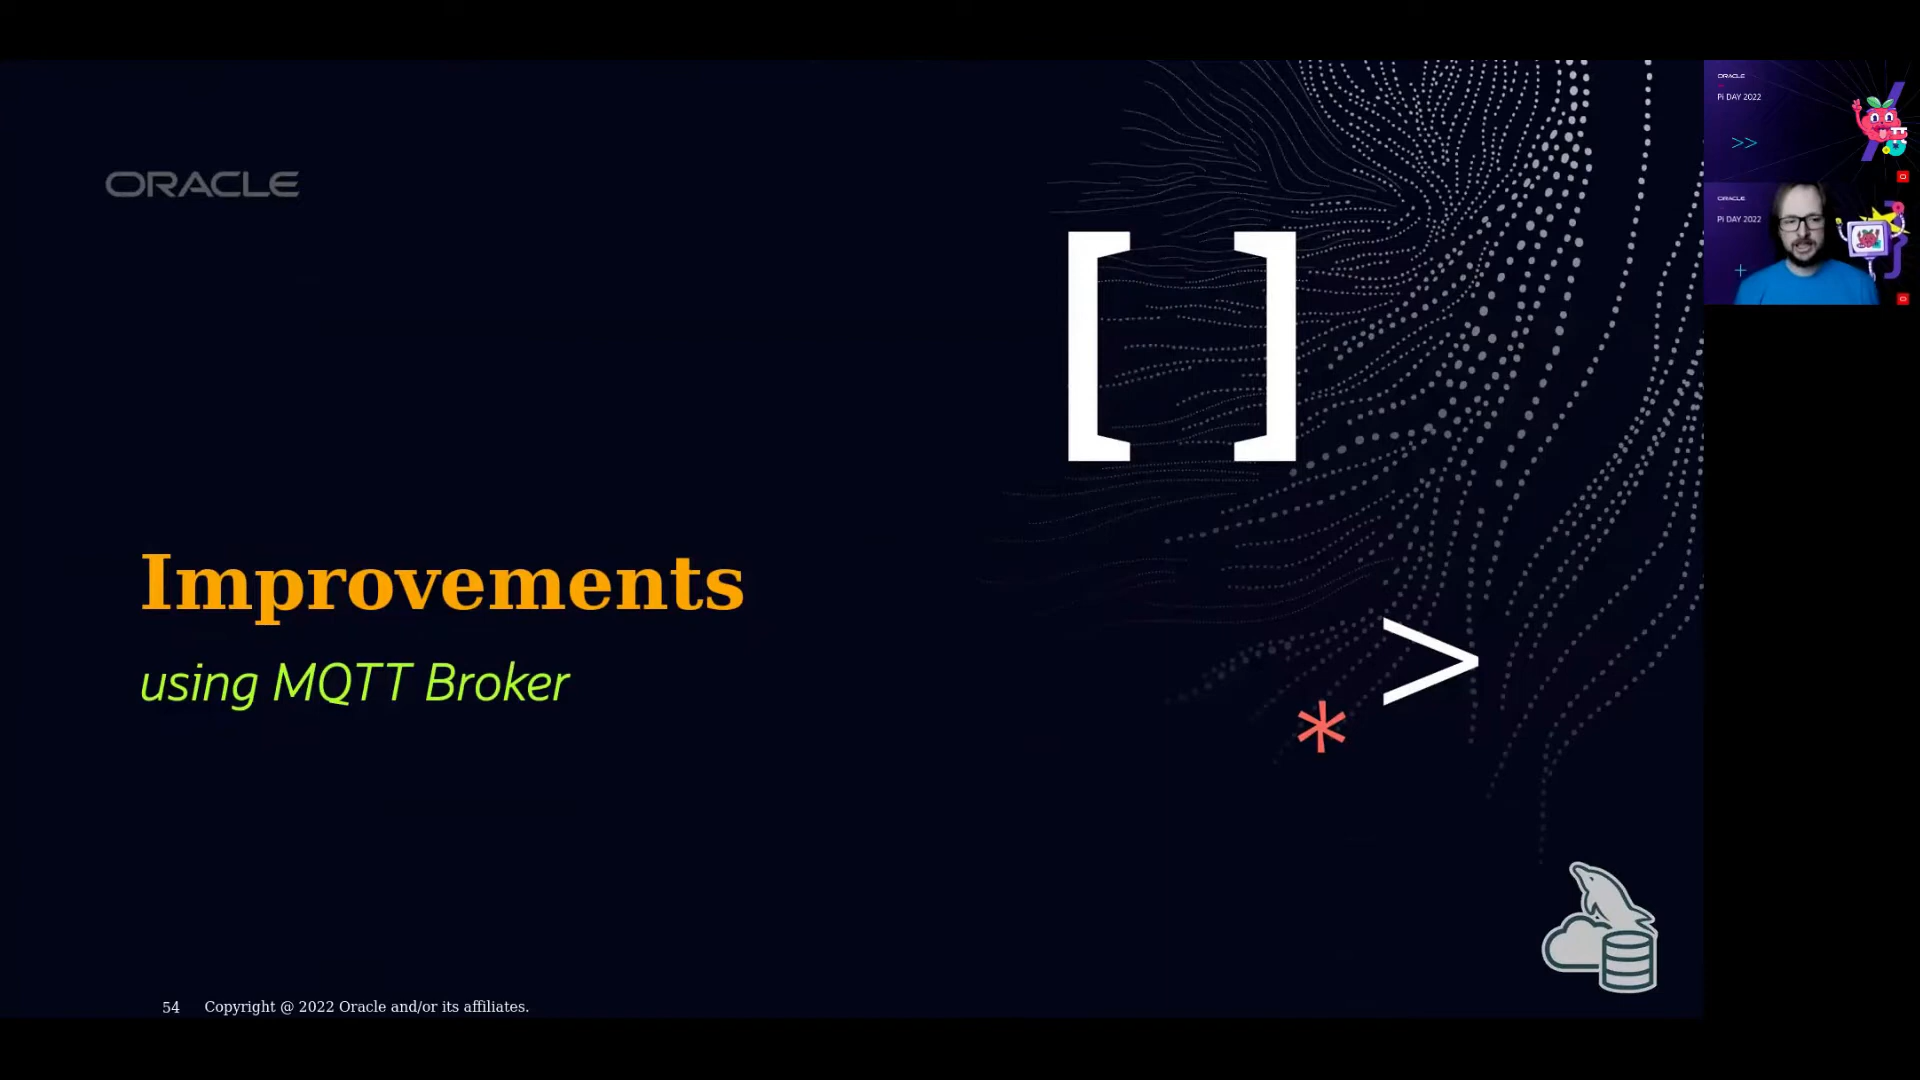 ORACLE
[ ]
Improvements
using MQTT Broker
>
*
54 Copyright @ 2022 Oracle and/or its affiliates.
ORACLE
Pi DAY 2022
>>
ORACLE
Pi DAY 2022
+